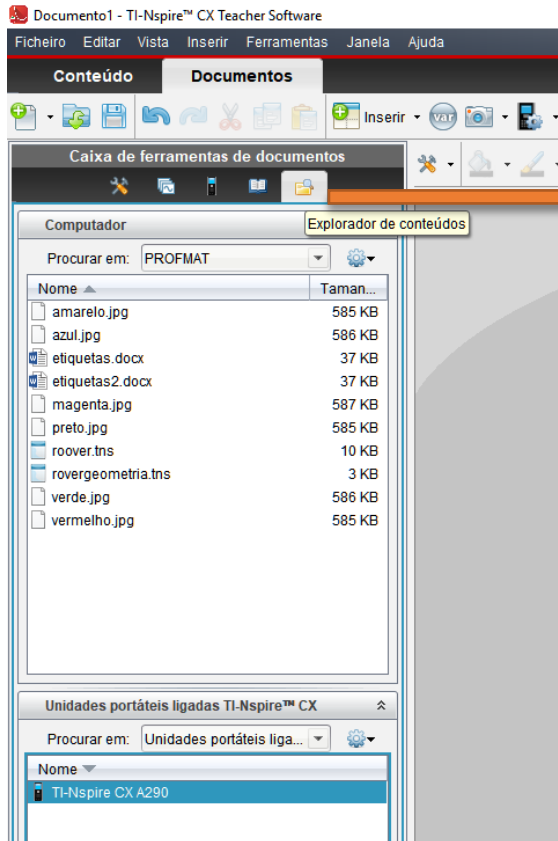 Documento1 - TI-Nspire™ CX Teacher Software
Ficheiro Editar Vista Inserir Ferramentas Janela Ajuda
Conteúdo Documentos
Inserir var
Caixa de ferramentas de documentos
Explorador de conteúdos
Computador
Procurar em: PROFMAT
Nome Taman...
amarelo.jpg 585 KB
azul.jpg 586 KB
etiquetas.docx 37 KB
etiquetas2.docx 37 KB
magenta.jpg 587 KB
preto.jpg 585 KB
roover.tns 10 KB
rovergeometria.tns 3 KB
verde.jpg 586 KB
vermelho.jpg 585 KB
Unidades portáteis ligadas TI-Nspire™ CX
Procurar em: Unidades portáteis liga...
Nome
TI-Nspire CX A290